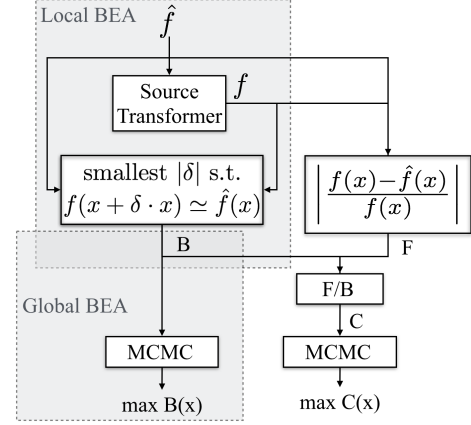 Local BEA
f̂
Source
Transformer
f
smallest |δ| s.t.
f(x + δ · x) ≃ f̂(x)
| f(x)−f̂(x) / f(x) |
B
F
Global BEA
F/B
C
MCMC
MCMC
max B(x)
max C(x)